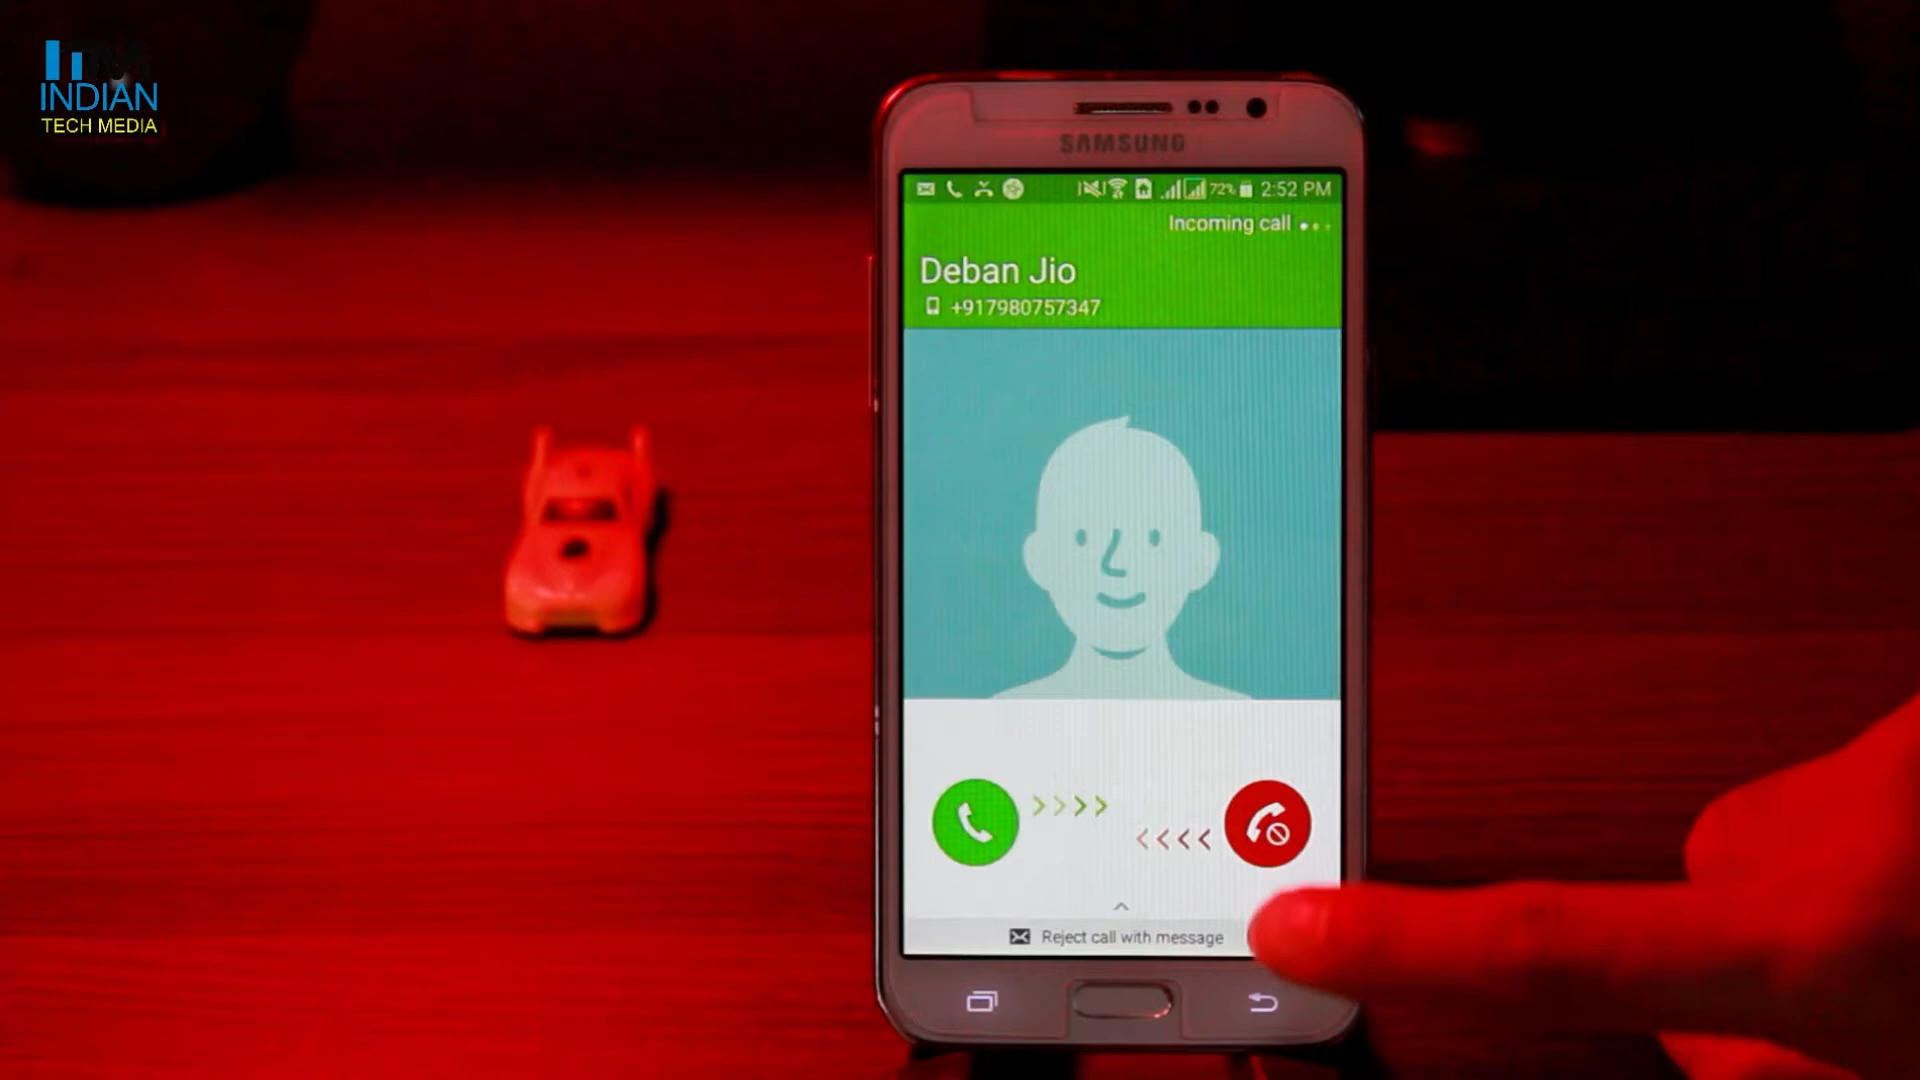 INDIAN
TECH MEDIA
SAMSUNG
72% 2:52 PM
Incoming call
Deban Jio
+917980757347
Reject call with message